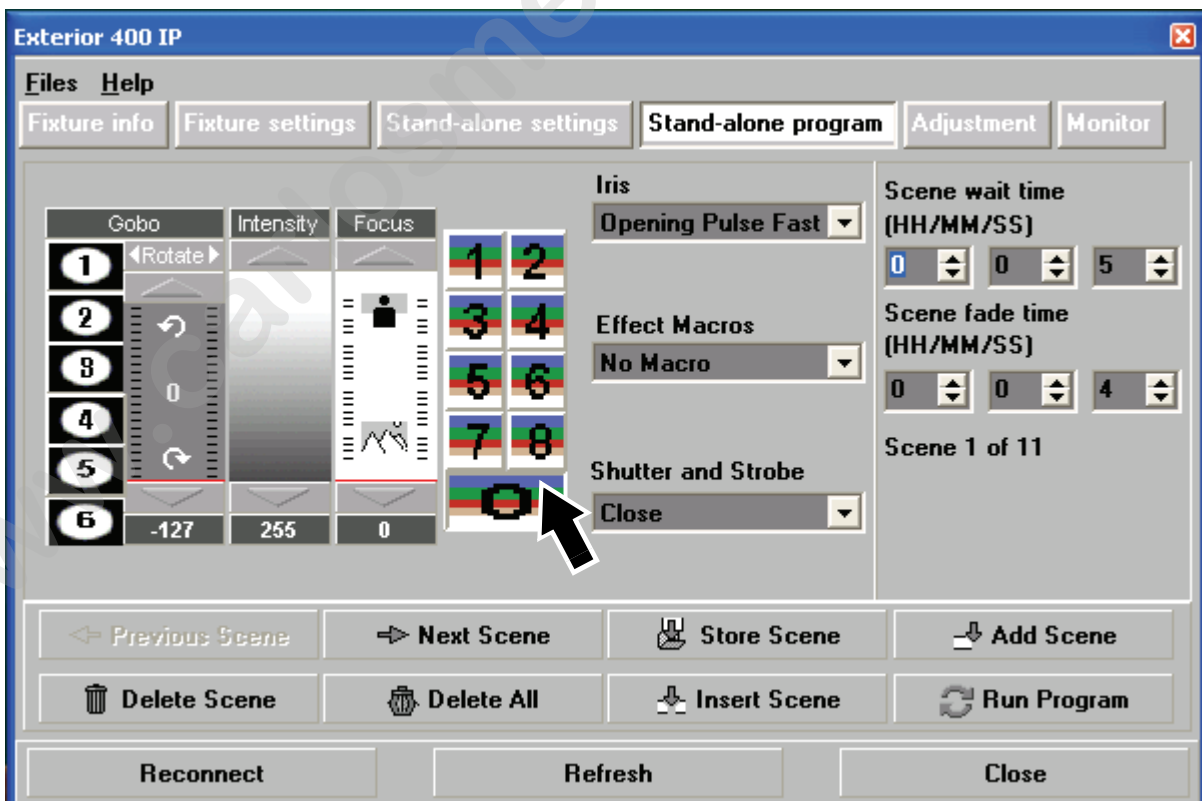 Exterior 400 IP
Files Help
Fixture info
Fixture settings
Stand-alone settings
Stand-alone program
Adjustment
Monitor
Gobo
Intensity
Focus
Rotate
1
2
3
4
5
6
0
-127
255
0
1 2
3 4
5 6
7 8
0
Iris
Opening Pulse Fast
Effect Macros
No Macro
Shutter and Strobe
Close
Scene wait time
(HH/MM/SS)
0 0 5
Scene fade time
(HH/MM/SS)
0 0 4
Scene 1 of 11
Previous Scene
Next Scene
Store Scene
Add Scene
Delete Scene
Delete All
Insert Scene
Run Program
Reconnect
Refresh
Close